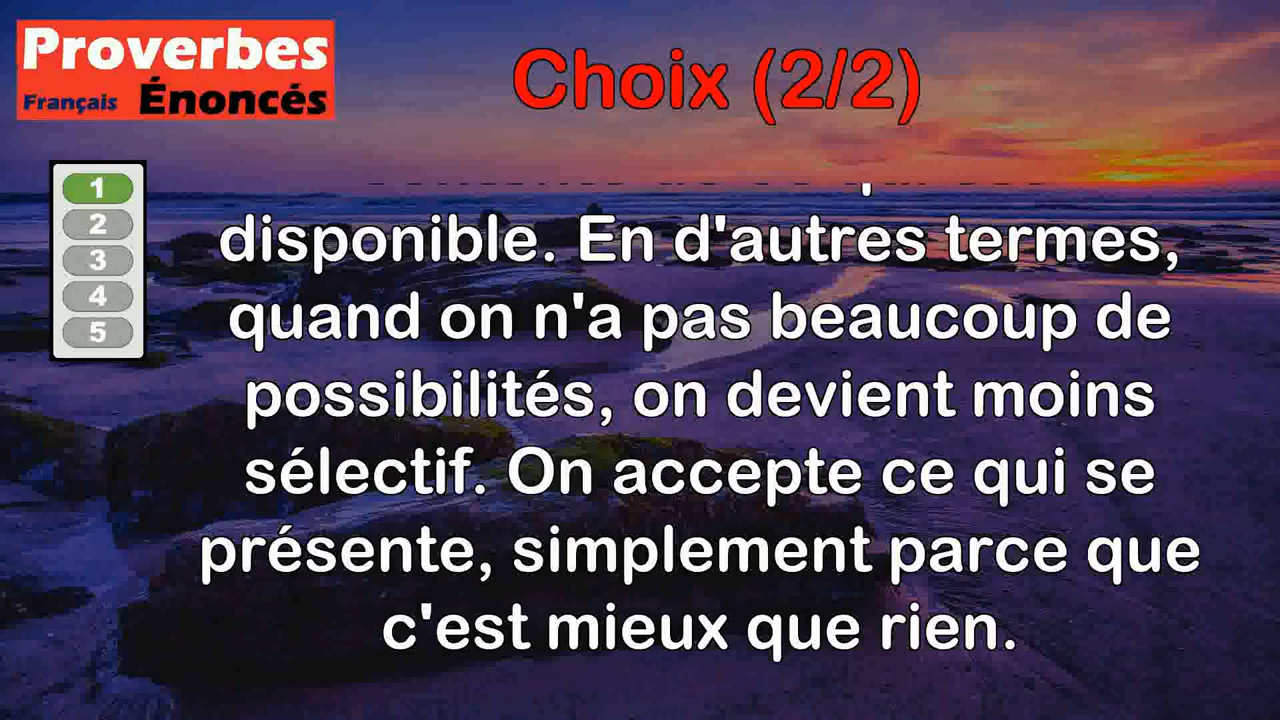 Proverbes
Français Énoncés
Choix (2/2)
1
2
3
4
5
disponible. En d'autres termes,
quand on n'a pas beaucoup de
possibilités, on devient moins
sélectif. On accepte ce qui se
présente, simplement parce que
c'est mieux que rien.